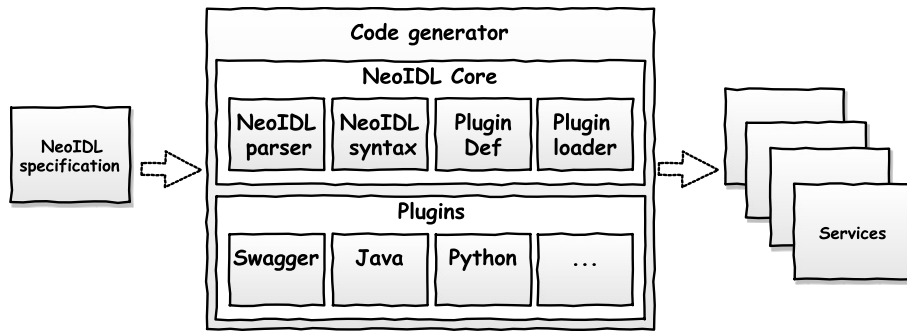 Code generator
NeoIDL Core
NeoIDL
parser
NeoIDL
syntax
Plugin
Def
Plugin
loader
NeoIDL
specification
Plugins
Swagger
Java
Python
...
Services